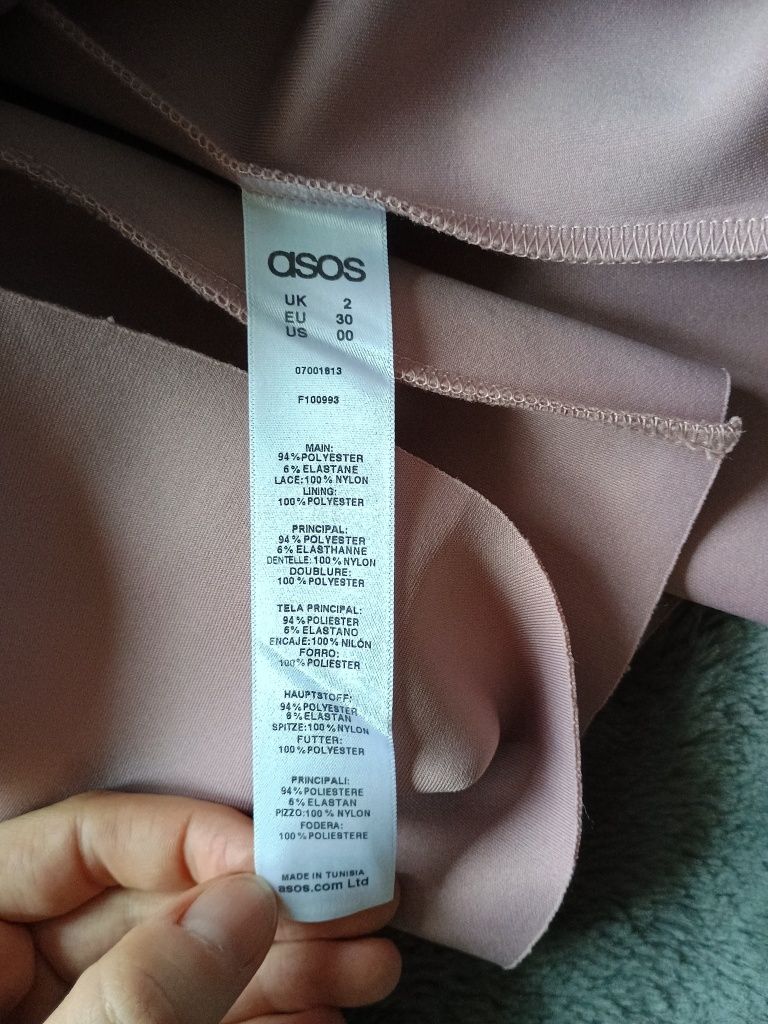 asos
UK 2
EU 30
US 00
07001613
F100993
MAIN:
94%POLYESTER
6% ELASTANE
LACE:100% NYLON
LINING:
100% POLYESTER
PRINCIPAL:
94% POLYESTER
6% ELASTHANNE
DENTELLE:100% NYLON
DOUBLURE:
100% POLYESTER
TELA PRINCIPAL:
94% POLIESTER
6% ELASTANO
ENCAJE:100% NILÓN
FORRO:
100% POLIESTER
HAUPTSTOFF:
94% POLYESTER
6% ELASTAN
SPITZE:100% NYLON
FUTTER:
100% POLYESTER
PRINCIPALI:
94% POLIESTERE
6% ELASTAN
PIZZO:100% NYLON
FODERA:
100% POLIESTERE
MADE IN TUNISIA
asos.com Ltd